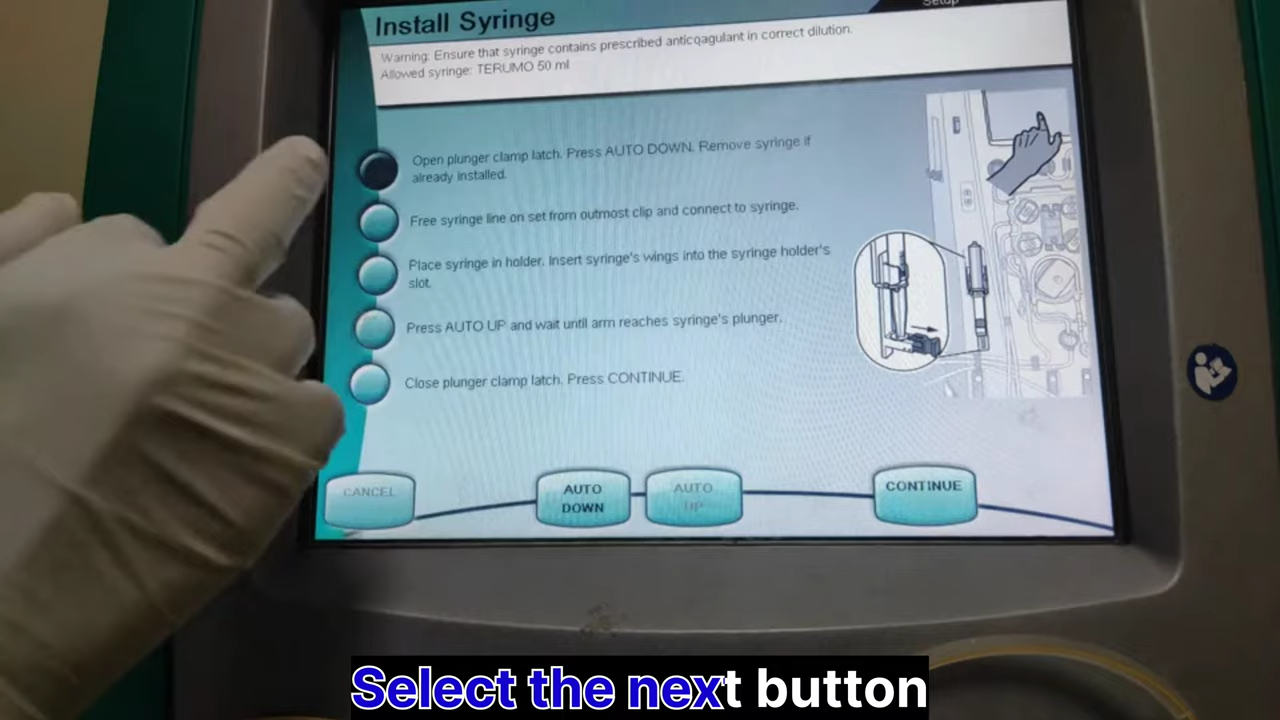 Setup
Install Syringe
Warning: Ensure that syringe contains prescribed anticoagulant in correct dilution.
Allowed syringe: TERUMO 50 ml
Open plunger clamp latch. Press AUTO DOWN. Remove syringe if
already installed.
Free syringe line on set from outmost clip and connect to syringe.
Place syringe in holder. Insert syringe's wings into the syringe holder's
slot.
Press AUTO UP and wait until arm reaches syringe's plunger.
Close plunger clamp latch. Press CONTINUE.
CANCEL
AUTO
DOWN
AUTO
UP
CONTINUE
Select the next button